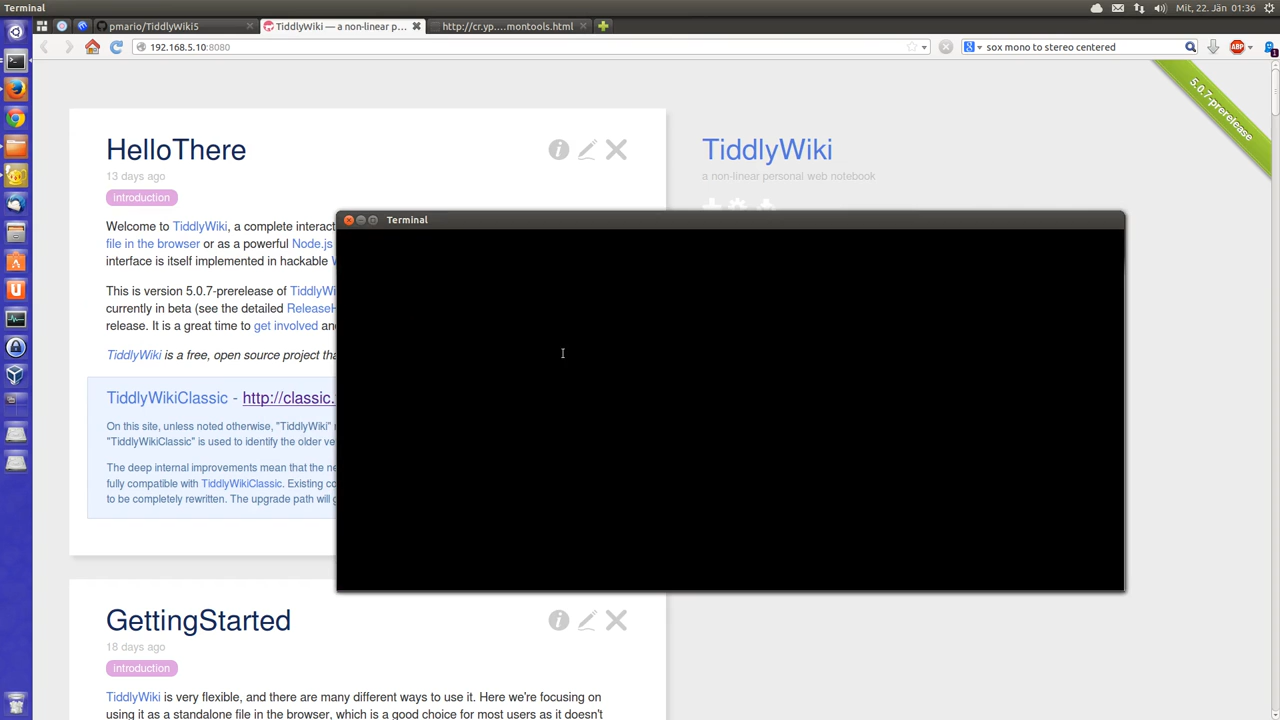 Terminal
Mit, 22. Jän, 01:36
pmario/TiddlyWiki5
TiddlyWiki — a non-linear p...
http://cr.yp....montools.html
192.168.5.10:8080
sox mono to stereo centered
ABP
5.0.7-prerelease
HelloThere
13 days ago
introduction
Welcome to TiddlyWiki, a complete interact
file in the browser or as a powerful Node.js
interface is itself implemented in hackable
This is version 5.0.7-prerelease of TiddlyWi
currently in beta (see the detailed ReleaseH
release. It is a great time to get involved an
TiddlyWiki is a free, open source project tha
TiddlyWikiClassic - http://classic.
On this site, unless noted otherwise, "TiddlyWiki"
"TiddlyWikiClassic" is used to identify the older ve
The deep internal improvements mean that the ne
fully compatible with TiddlyWikiClassic. Existing co
to be completely rewritten. The upgrade path will g
TiddlyWiki
a non-linear personal web notebook
Terminal
GettingStarted
18 days ago
introduction
TiddlyWiki is very flexible, and there are many different ways to use it. Here we're focusing on
using it as a standalone file in the browser, which is a good choice for most users as it doesn't